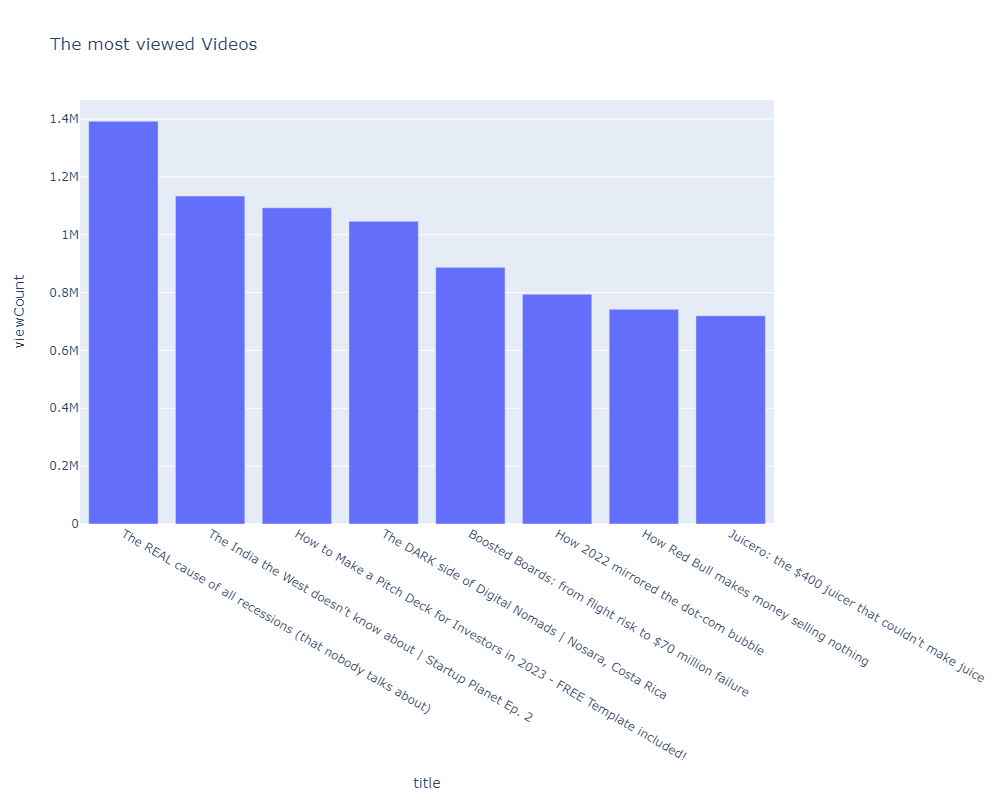 The most viewed Videos
viewCount
1.4M
1.2M
1M
0.8M
0.6M
0.4M
0.2M
0
The REAL cause of all recessions (that nobody talks about)
The India the West doesn't know about | Startup Planet Ep. 2
How to Make a Pitch Deck for Investors in 2023 - FREE Template included!
The DARK side of Digital Nomads | Nosara, Costa Rica
Boosted Boards: from flight risk to $70 million failure
How 2022 mirrored the dot-com bubble
How Red Bull makes money selling nothing
Juicero: the $400 juicer that couldn't make juice
title